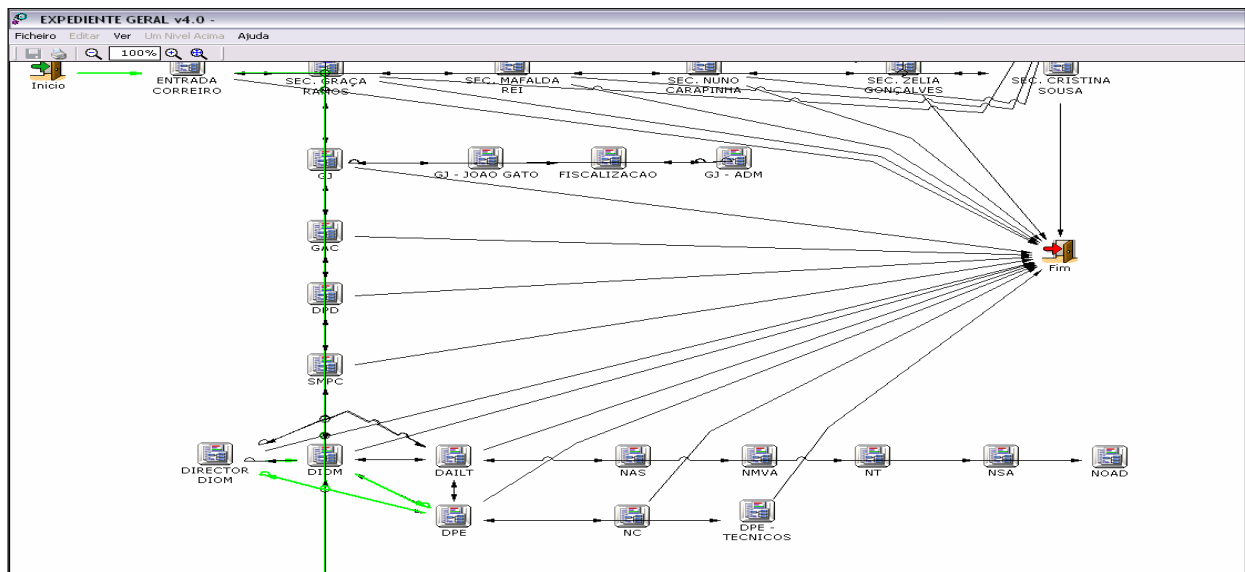 EXPEDIENTE GERAL v4.0 -
Ficheiro Editar Ver Um Nivel Acima Ajuda
100%
Inicio
ENTRADA
CORREIRO
SEC. GRAÇA
RAMOS
SEC. MAFALDA
REI
SEC. NUNO
CARAPINHA
SEC. ZELIA
GONÇALVES
SEC. CRISTINA
SOUSA
GJ
GJ - JOAO GATO
FISCALIZACAO
GJ - ADM
GAC
Fim
DPD
SMPC
DIRECTOR
DIOM
DIOM
DAILT
NAS
NMVA
NT
NSA
NOAD
DPE
NC
DPE -
TECNICOS